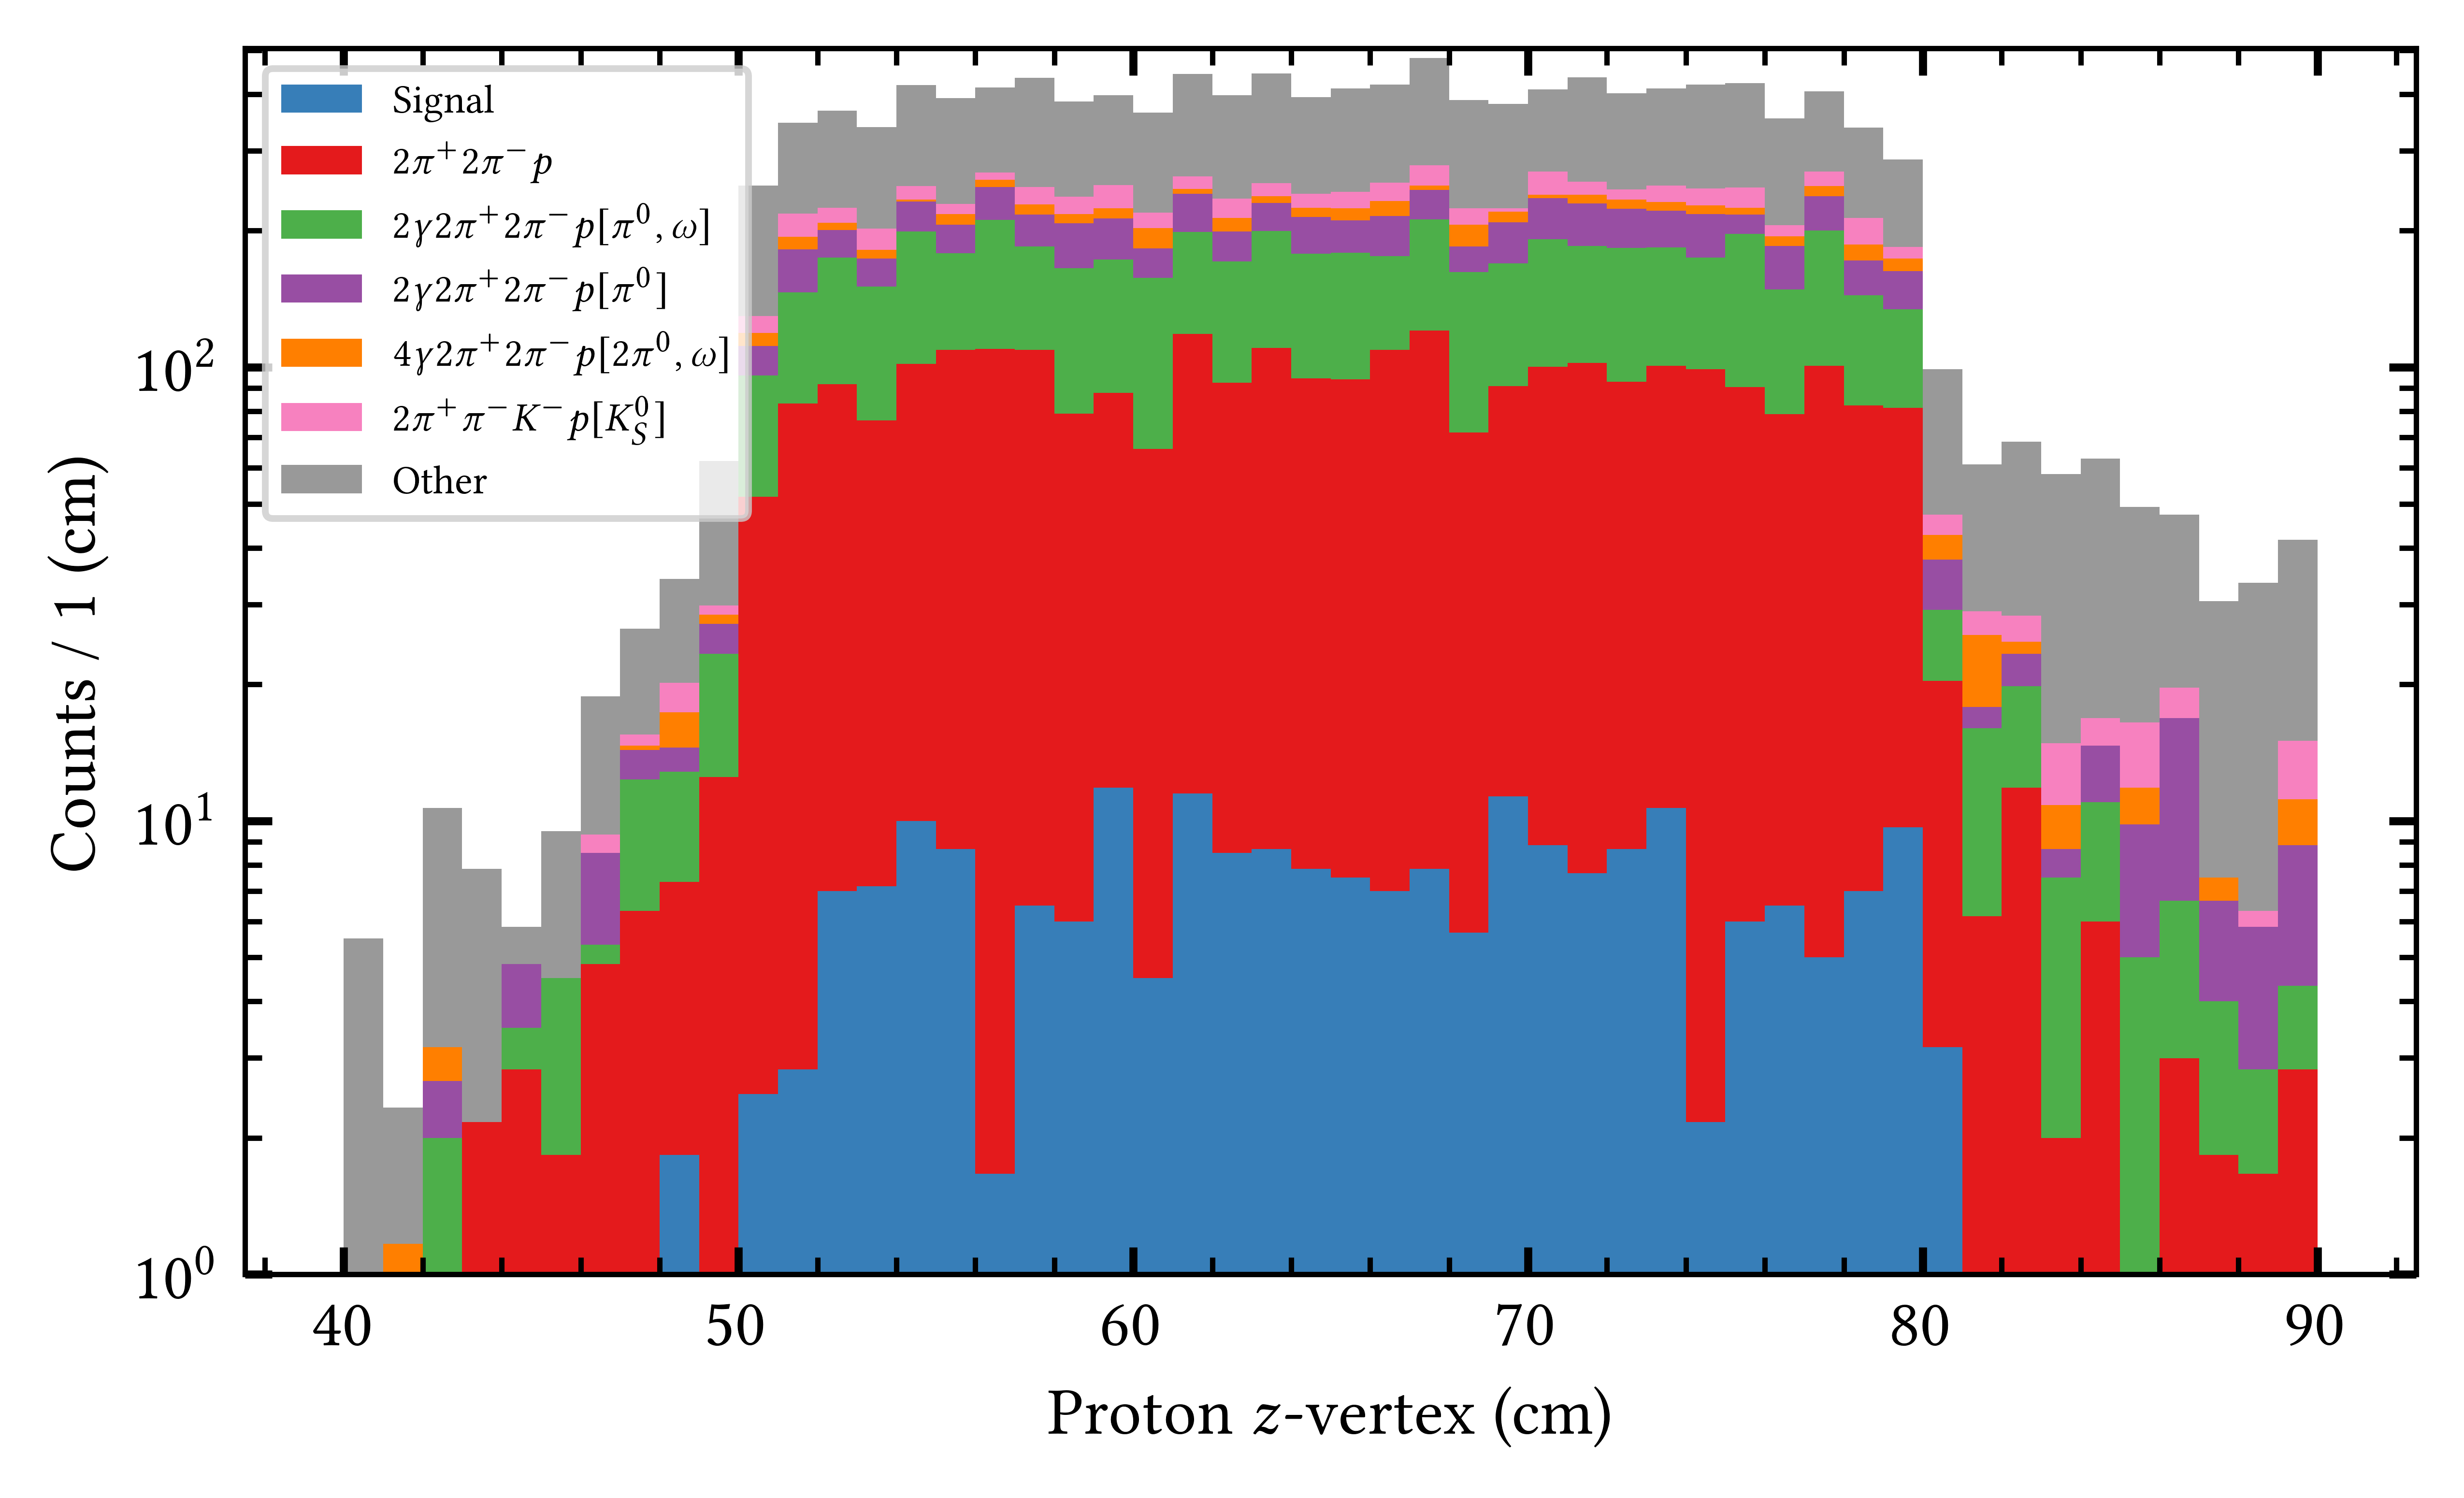 Signal
2π⁺2π⁻p
2γ2π⁺2π⁻p[π⁰, ω]
2γ2π⁺2π⁻p[π⁰]
4γ2π⁺2π⁻p[2π⁰, ω]
2π⁺π⁻K⁻p[K_S⁰]
Other
10²
10¹
10⁰
Counts / 1 (cm)
40 50 60 70 80 90
Proton z-vertex (cm)